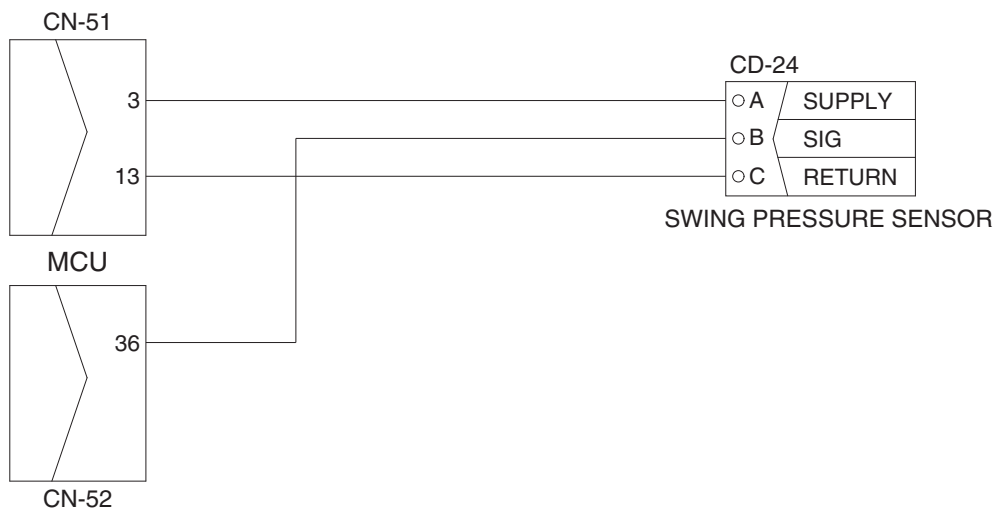 CN-51
3
13
MCU
36
CN-52
CD-24
A SUPPLY
B SIG
C RETURN
SWING PRESSURE SENSOR